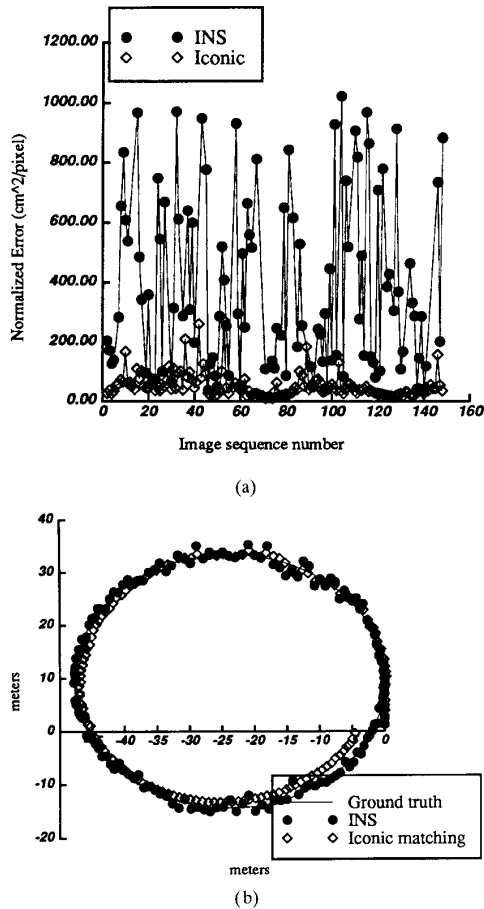 (a)
INS
Iconic
1200.00
1000.00
800.00
600.00
400.00
200.00
0.00
Normalized Error (cm^2/pixel)
0 20 40 60 80 100 120 140 160
Image sequence number
(a)
40
30
20
10
0
-10
-20
meters
-40 -35 -30 -25 -20 -15 -10 -5 0
Ground truth
INS
Iconic matching
meters
(b)